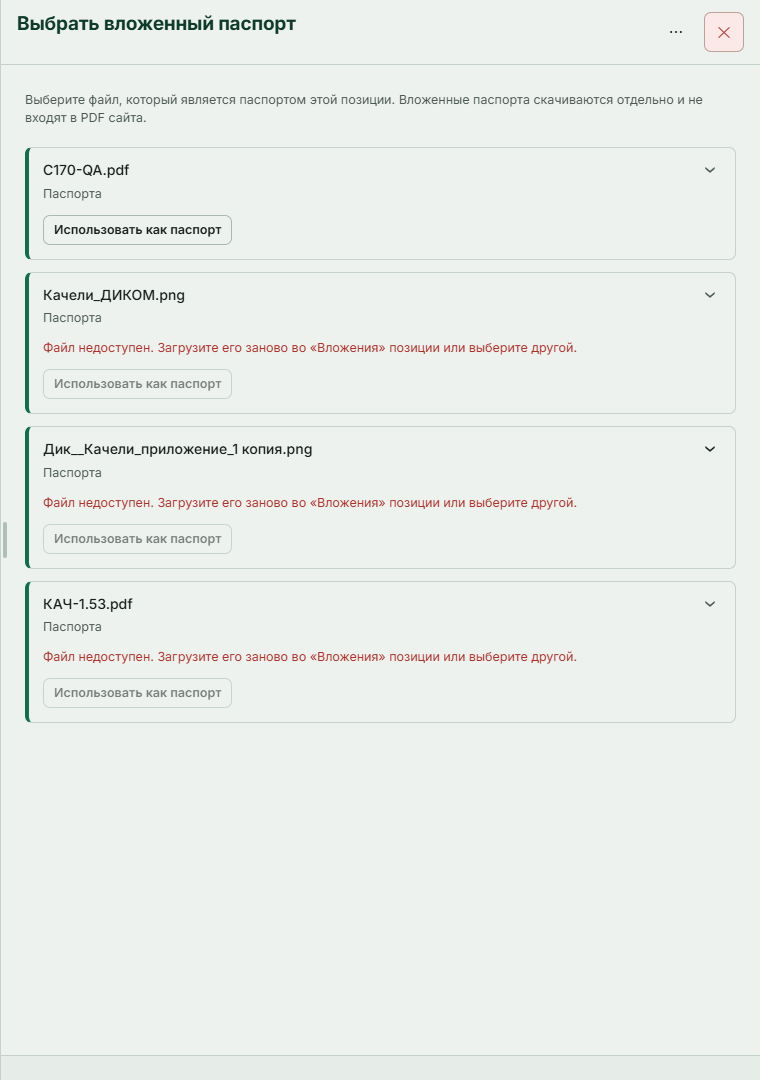 Выбрать вложенный паспорт
...
Выберите файл, который является паспортом этой позиции. Вложенные паспорта скачиваются отдельно и не
входят в PDF сайта.
C170-QA.pdf
Паспорта
Использовать как паспорт
Качели_ДИКОМ.png
Паспорта
Файл недоступен. Загрузите его заново во «Вложения» позиции или выберите другой.
Использовать как паспорт
Дик__Качели_приложение_1 копия.png
Паспорта
Файл недоступен. Загрузите его заново во «Вложения» позиции или выберите другой.
Использовать как паспорт
КАЧ-1.53.pdf
Паспорта
Файл недоступен. Загрузите его заново во «Вложения» позиции или выберите другой.
Использовать как паспорт